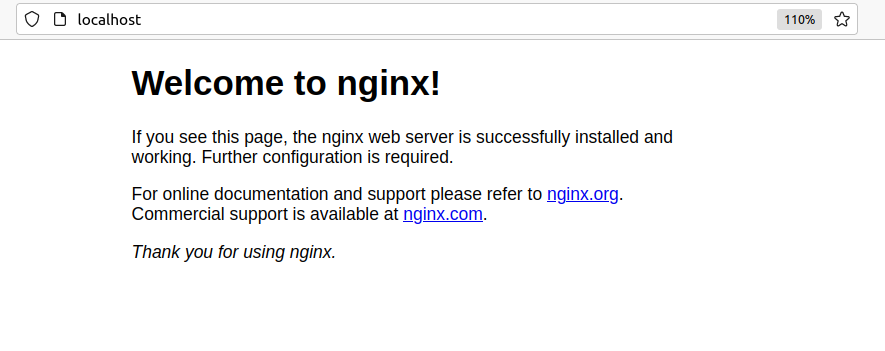 localhost
110%
Welcome to nginx!
If you see this page, the nginx web server is successfully installed and
working. Further configuration is required.
For online documentation and support please refer to nginx.org.
Commercial support is available at nginx.com.
Thank you for using nginx.